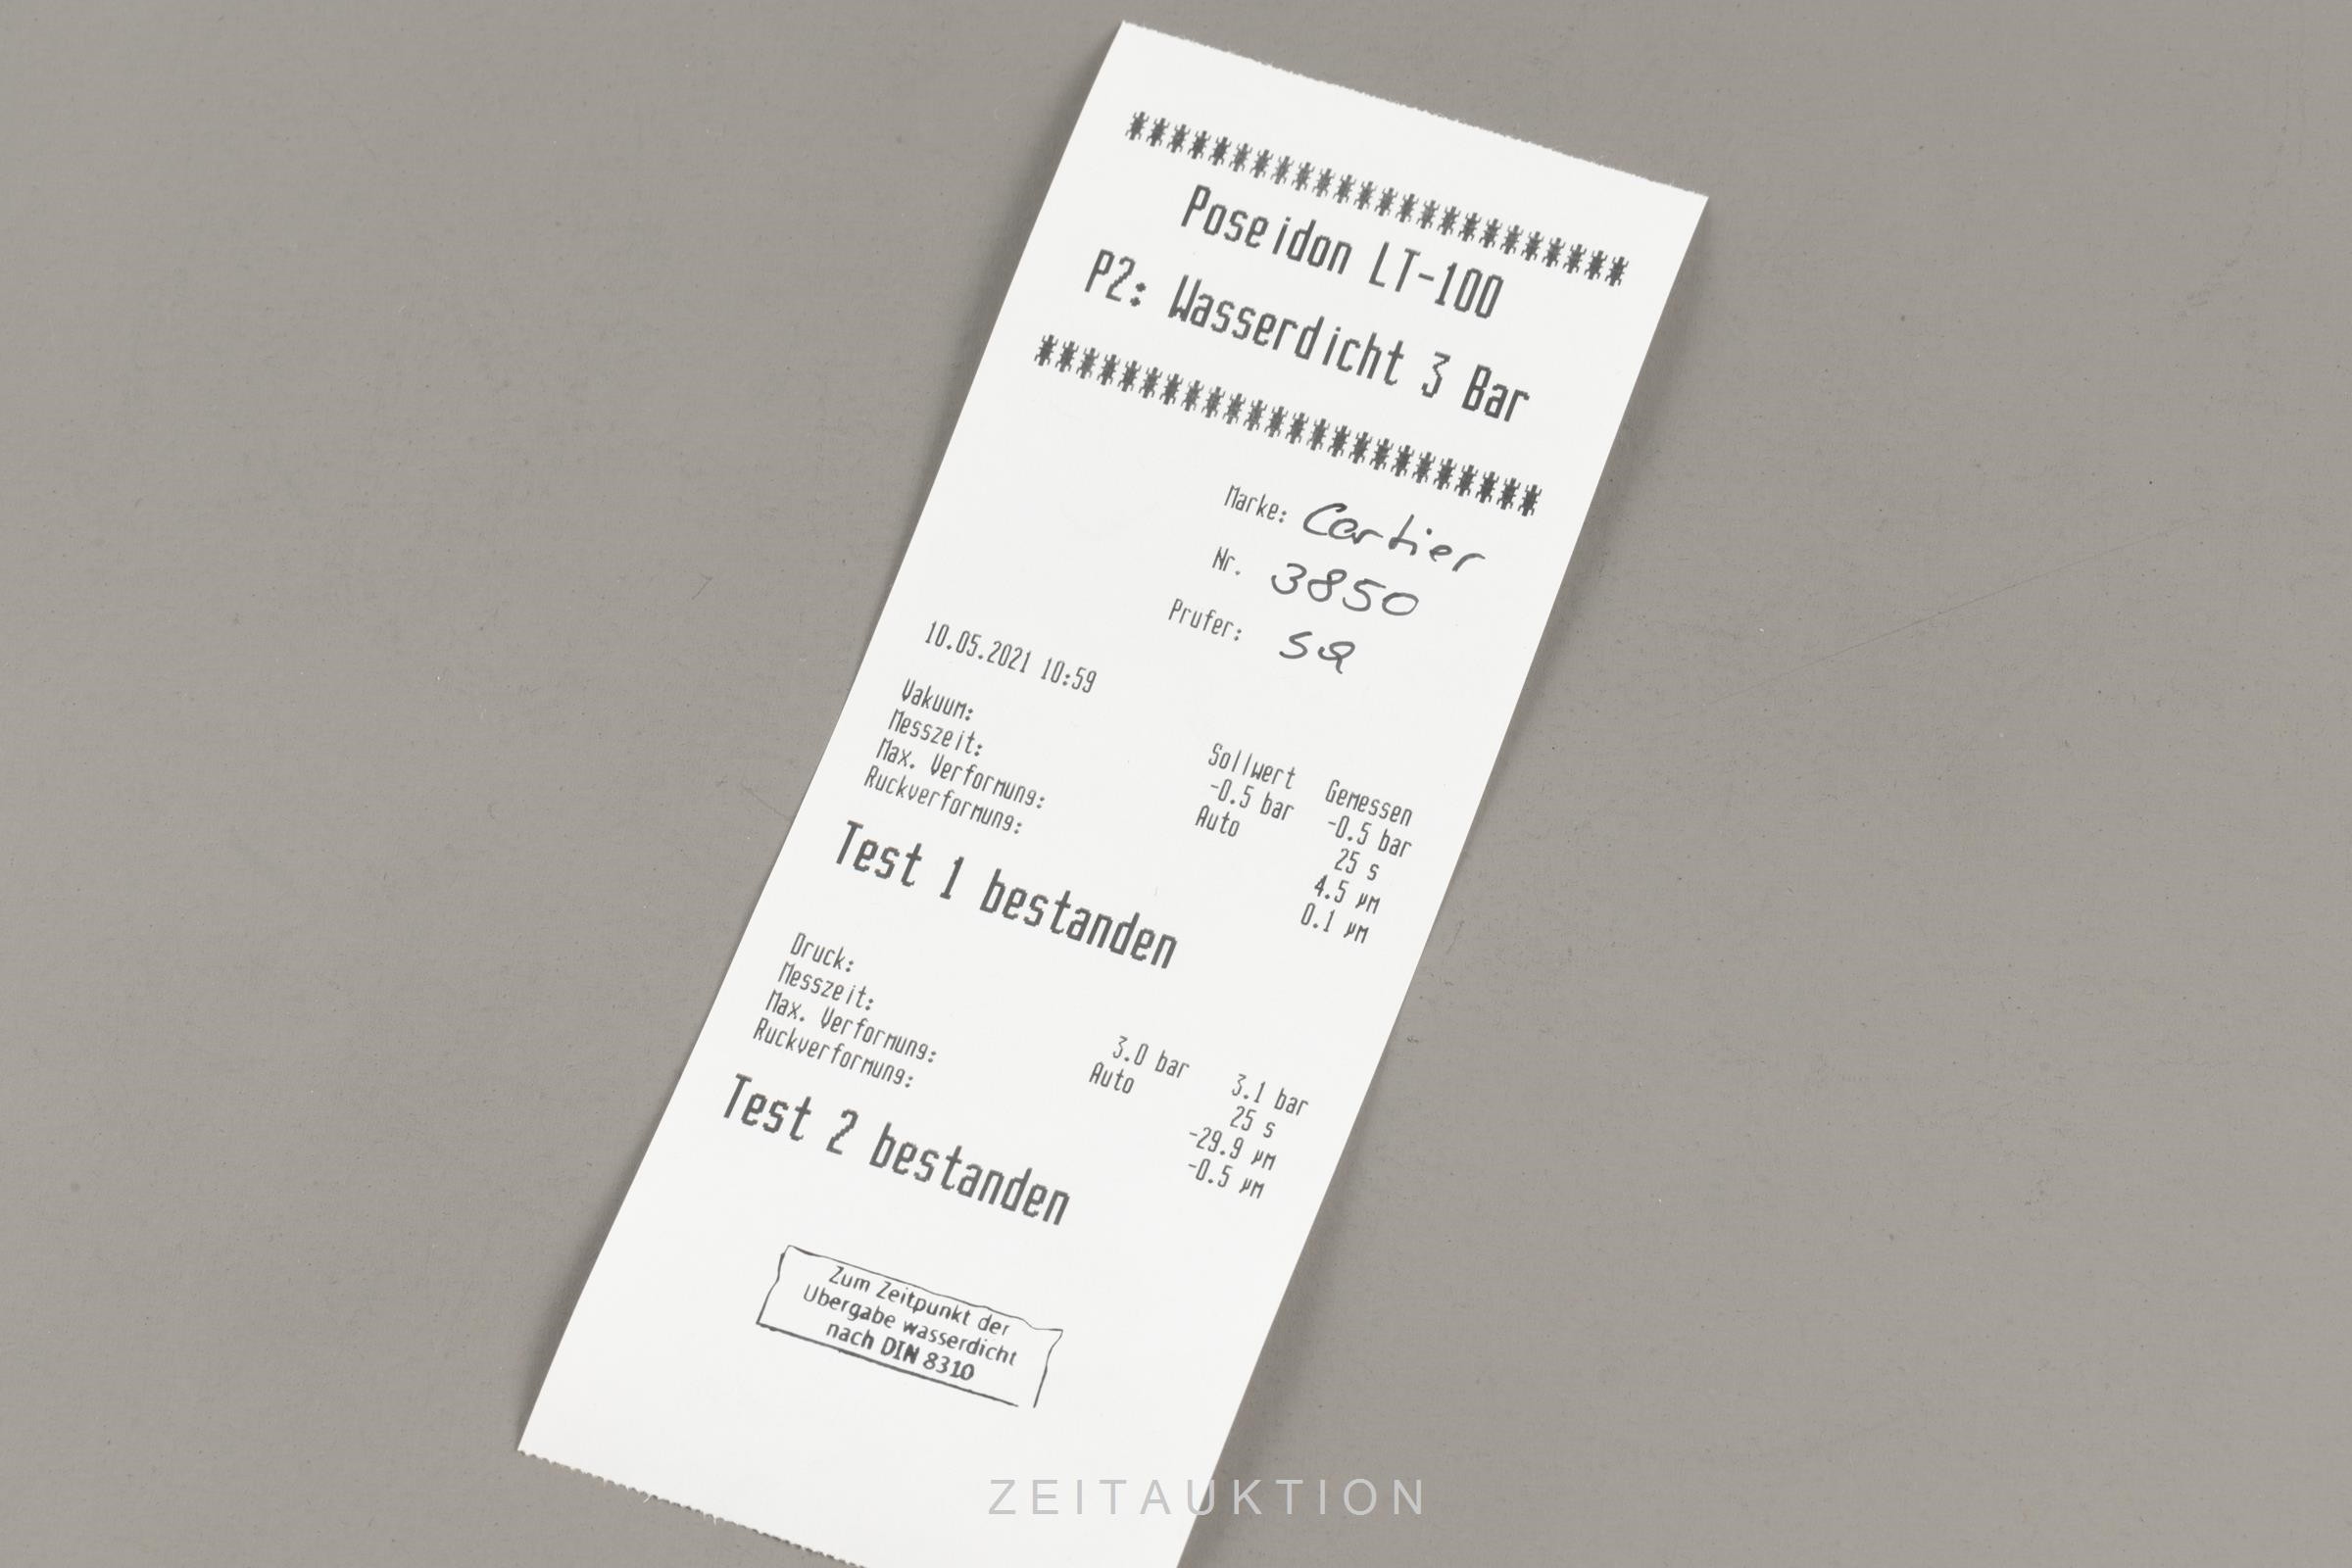 ************************
Poseidon LT-100
P2: Wasserdicht 3 Bar
************************
Marke: Cartier
Nr. 3850
Prufer:
10.05.2021 10:59
Sollwert Gemessen
Vakuum: -0.5 bar -0.5 bar
Messzeit: Auto 25 s
Max. Verformung: 4.5 µm
Ruckverformung: 0.1 µm
Test 1 bestanden
Druck: 3.0 bar 3.1 bar
Messzeit: Auto 25 s
Max. Verformung: -29.9 µm
Ruckverformung: -0.5 µm
Test 2 bestanden
Zum Zeitpunkt der
Übergabe wasserdicht
nach DIN 8310
ZEITAUKTION